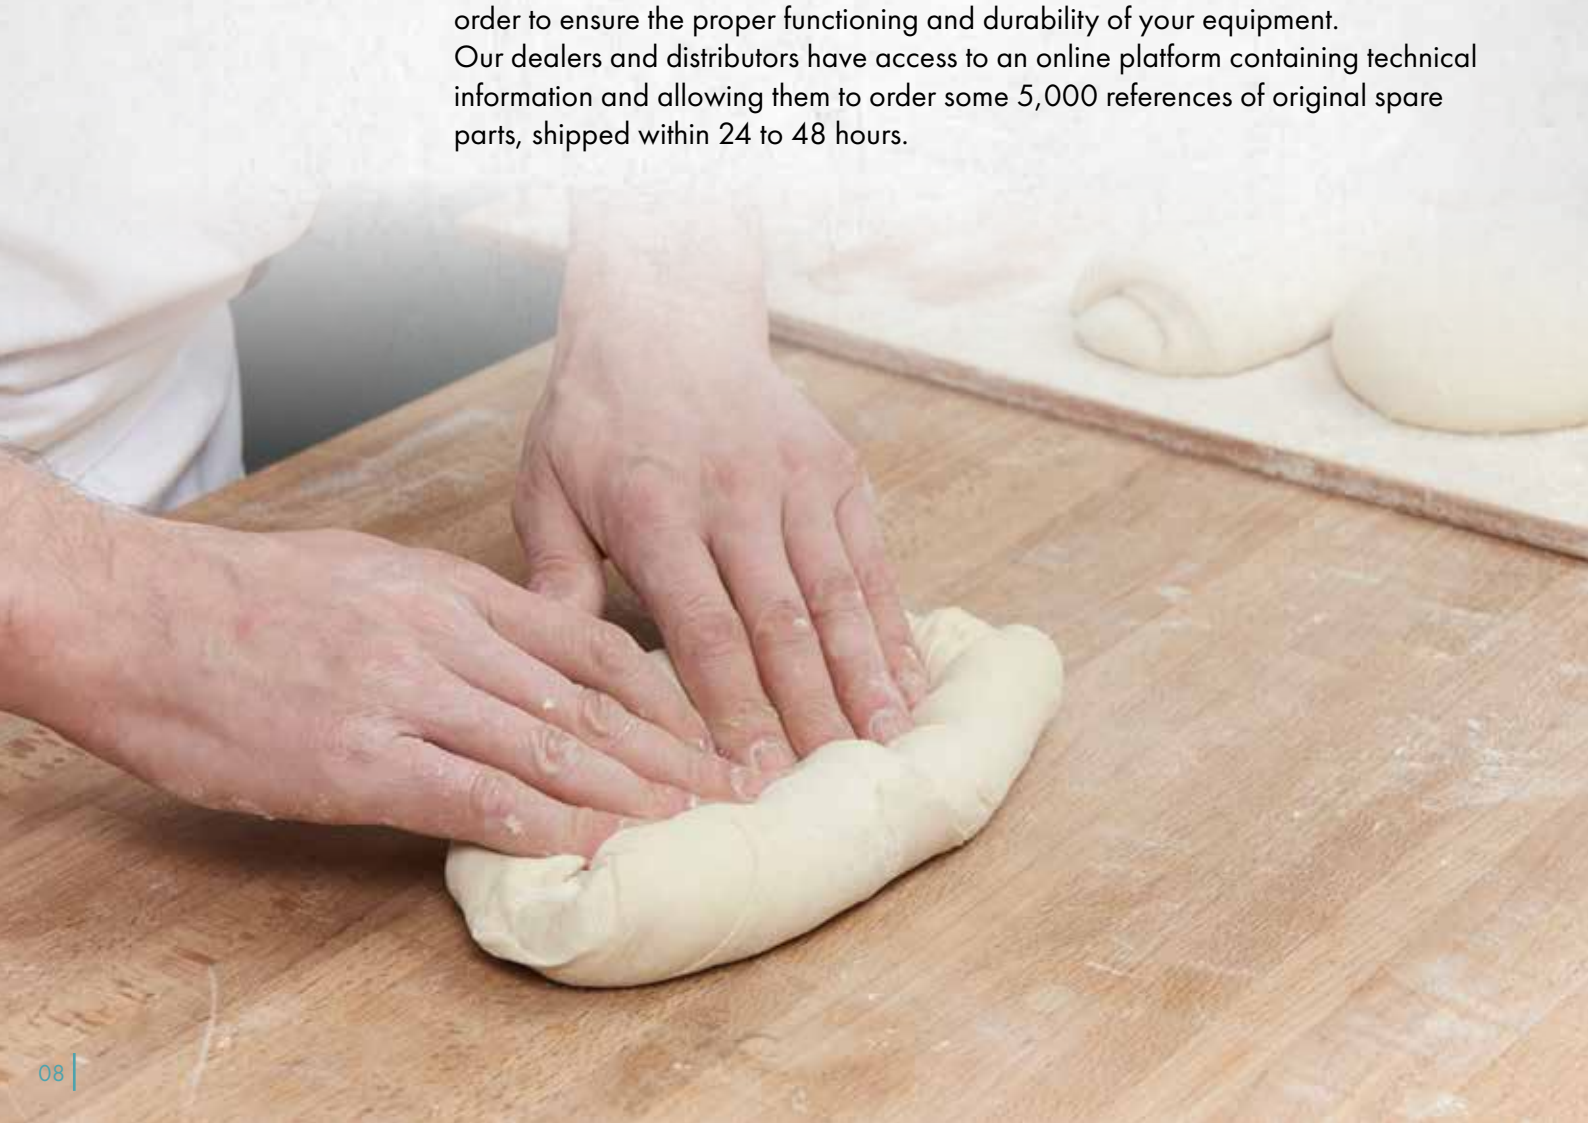 order to ensure the proper functioning and durability of your equipment.
Our dealers and distributors have access to an online platform containing technical
information and allowing them to order some 5,000 references of original spare
parts, shipped within 24 to 48 hours.
08